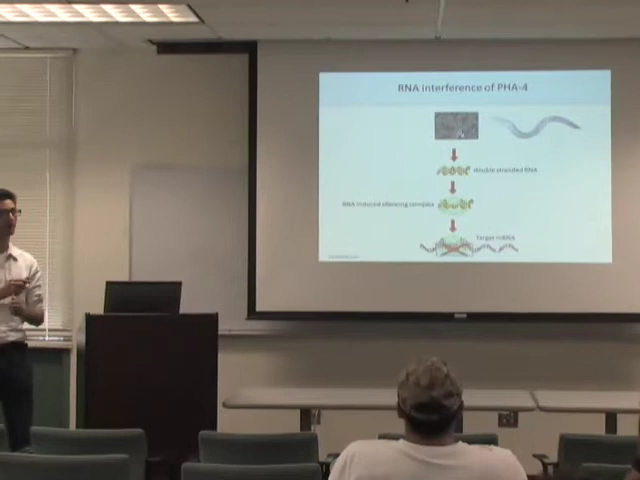 RNA interference of PHA-4
double stranded RNA
RNA induced silencing complex
Target mRNA